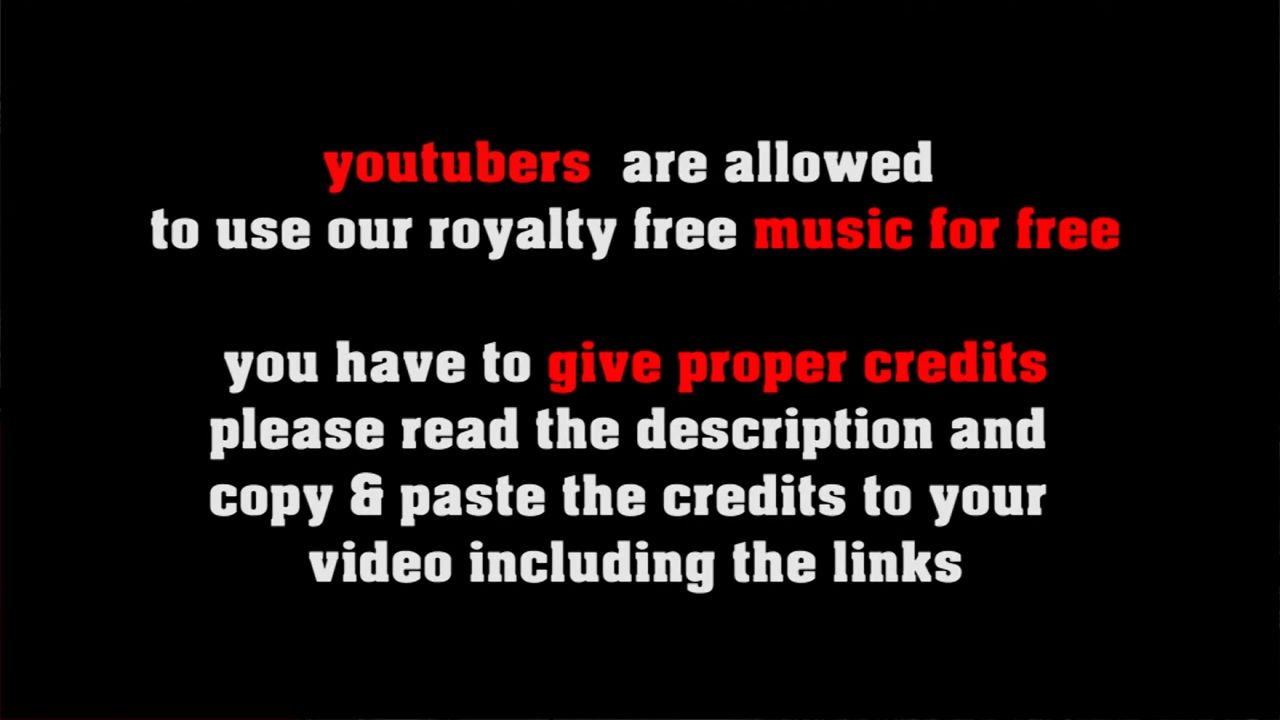 youtubers are allowed
to use our royalty free music for free
you have to give proper credits
please read the description and
copy & paste the credits to your
video including the links